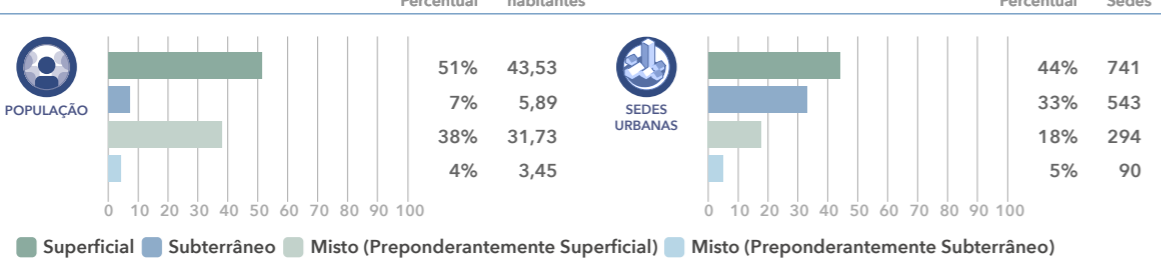 Percentual habitantes Percentual Sedes
POPULAÇÃO
51% 43,53
7% 5,89
38% 31,73
4% 3,45
0 10 20 30 40 50 60 70 80 90 100
SEDES
URBANAS
44% 741
33% 543
18% 294
5% 90
0 10 20 30 40 50 60 70 80 90 100
Superficial Subterrâneo Misto (Preponderantemente Superficial) Misto (Preponderantemente Subterrâneo)